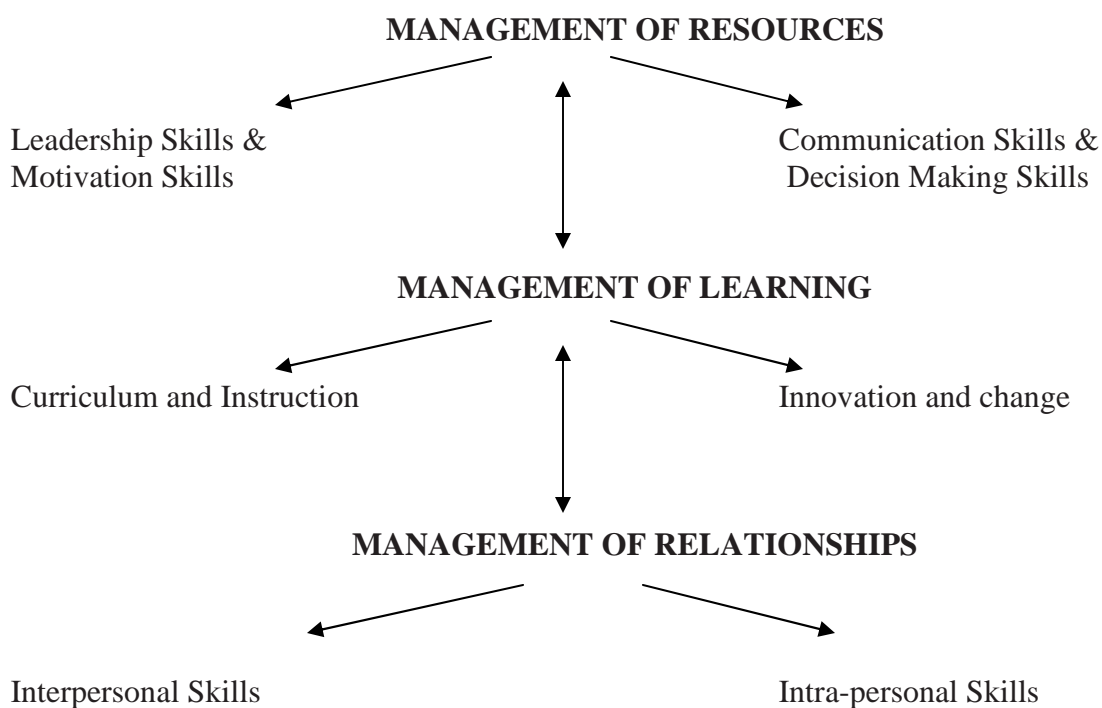 MANAGEMENT OF RESOURCES
Leadership Skills &
Motivation Skills
Communication Skills &
Decision Making Skills
MANAGEMENT OF LEARNING
Curriculum and Instruction
Innovation and change
MANAGEMENT OF RELATIONSHIPS
Interpersonal Skills
Intra-personal Skills